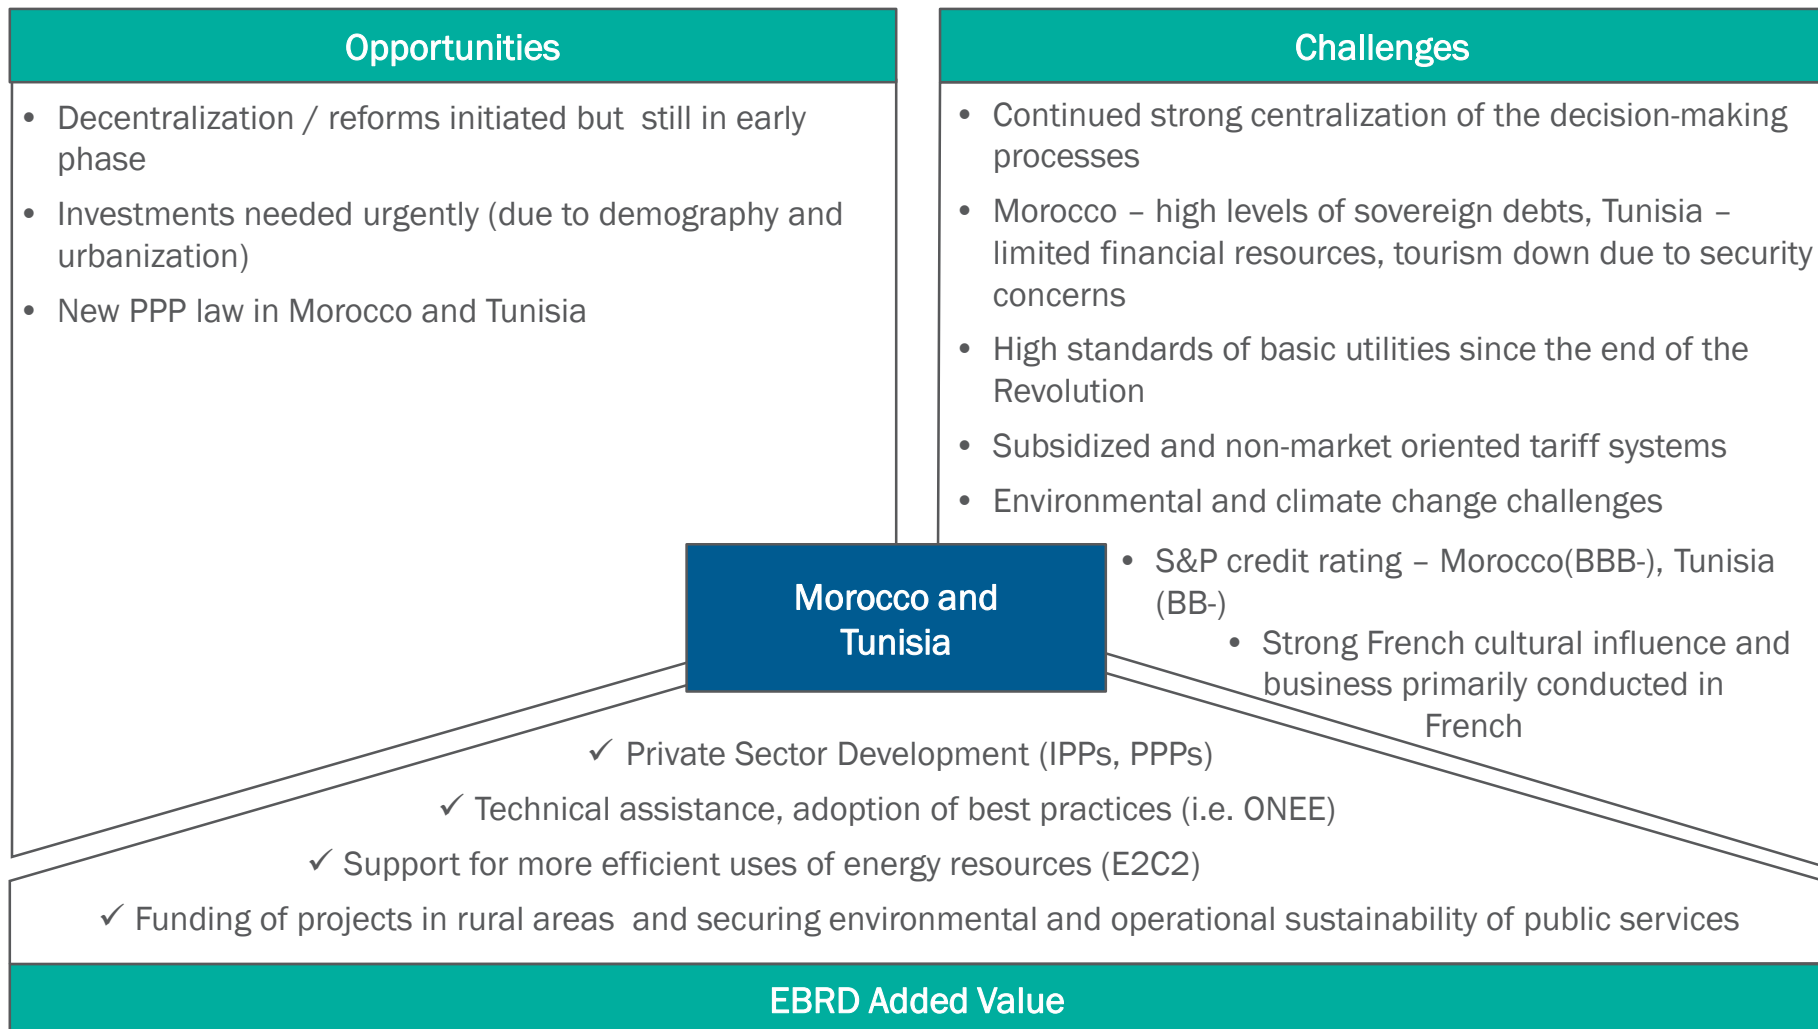 Opportunities
• Decentralization / reforms initiated but still in early
phase
• Investments needed urgently (due to demography and
urbanization)
• New PPP law in Morocco and Tunisia
Challenges
• Continued strong centralization of the decision-making
processes
• Morocco – high levels of sovereign debts, Tunisia –
limited financial resources, tourism down due to security
concerns
• High standards of basic utilities since the end of the
Revolution
• Subsidized and non-market oriented tariff systems
• Environmental and climate change challenges
• S&P credit rating – Morocco(BBB-), Tunisia
(BB-)
• Strong French cultural influence and
business primarily conducted in
French
Morocco and
Tunisia
✓ Private Sector Development (IPPs, PPPs)
✓ Technical assistance, adoption of best practices (i.e. ONEE)
✓ Support for more efficient uses of energy resources (E2C2)
✓ Funding of projects in rural areas and securing environmental and operational sustainability of public services
EBRD Added Value